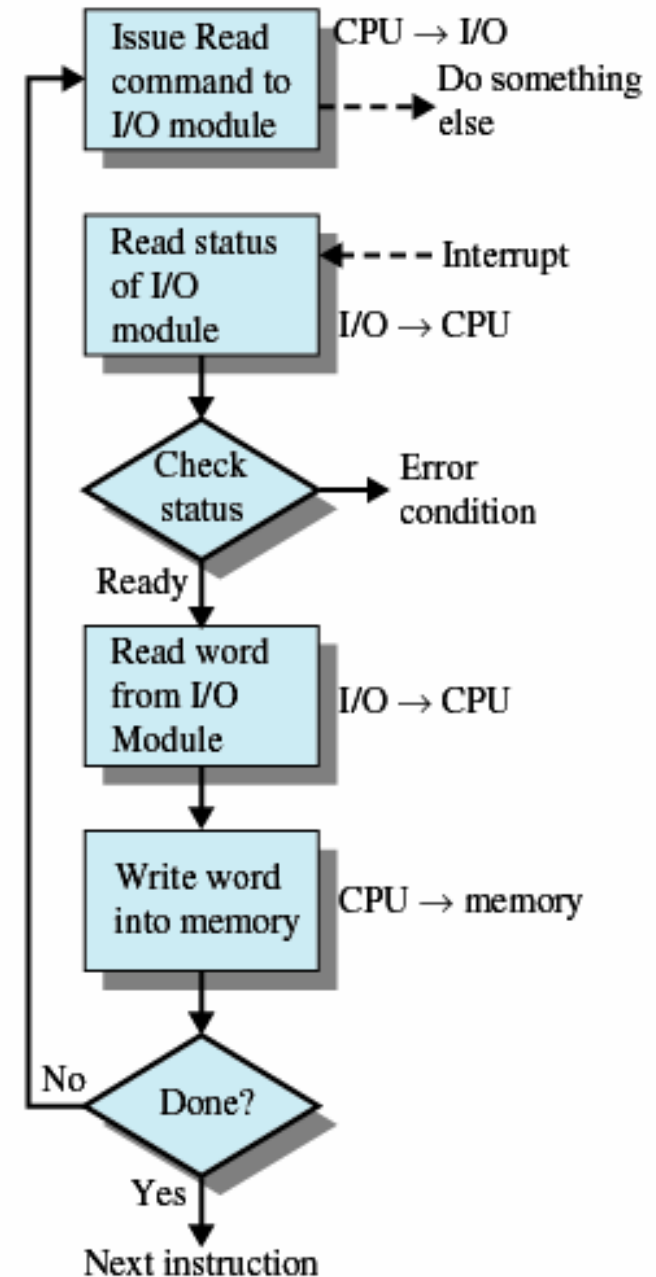 Issue Read
command to
I/O module
CPU → I/O
Do something
else
Read status
of I/O
module
Interrupt
I/O → CPU
Check
status
Error
condition
Ready
Read word
from I/O
Module
I/O → CPU
Write word
into memory
CPU → memory
No
Done?
Yes
Next instruction